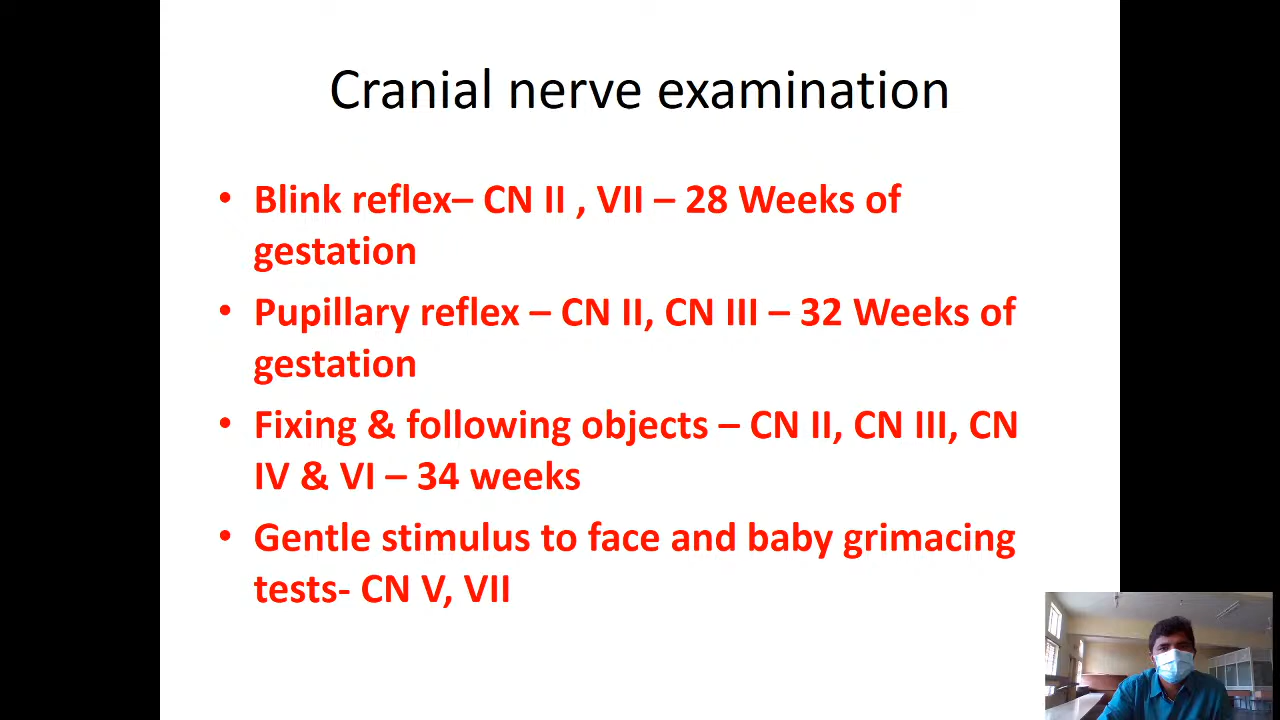 Cranial nerve examination
• Blink reflex– CN II , VII – 28 Weeks of
gestation
• Pupillary reflex – CN II, CN III – 32 Weeks of
gestation
• Fixing & following objects – CN II, CN III, CN
IV & VI – 34 weeks
• Gentle stimulus to face and baby grimacing
tests- CN V, VII